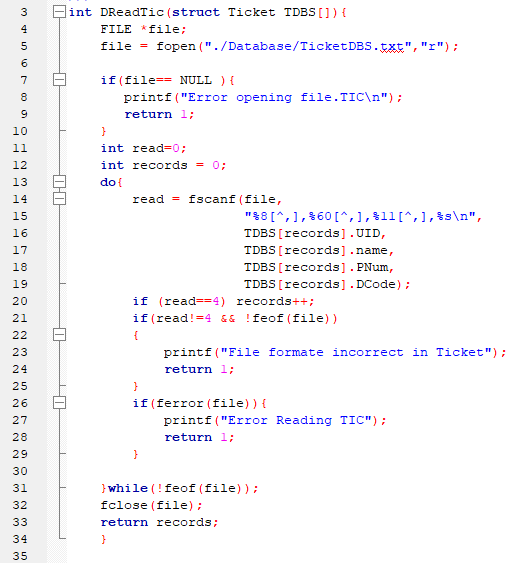 3 int DReadTic(struct Ticket TDBS[]){
4 FILE *file;
5 file = fopen("./Database/TicketDBS.txt","r");
6
7 if(file== NULL ){
8 printf("Error opening file.TIC\n");
9 return 1;
10 }
11 int read=0;
12 int records = 0;
13 do{
14 read = fscanf(file,
15 "%8[^,],%60[^,],%11[^,],%s\n",
16 TDBS[records].UID,
17 TDBS[records].name,
18 TDBS[records].PNum,
19 TDBS[records].DCode);
20 if (read==4) records++;
21 if(read!=4 && !feof(file))
22 {
23 printf("File formate incorrect in Ticket");
24 return 1;
25 }
26 if(ferror(file)){
27 printf("Error Reading TIC");
28 return 1;
29 }
30
31 }while(!feof(file));
32 fclose(file);
33 return records;
34 }
35